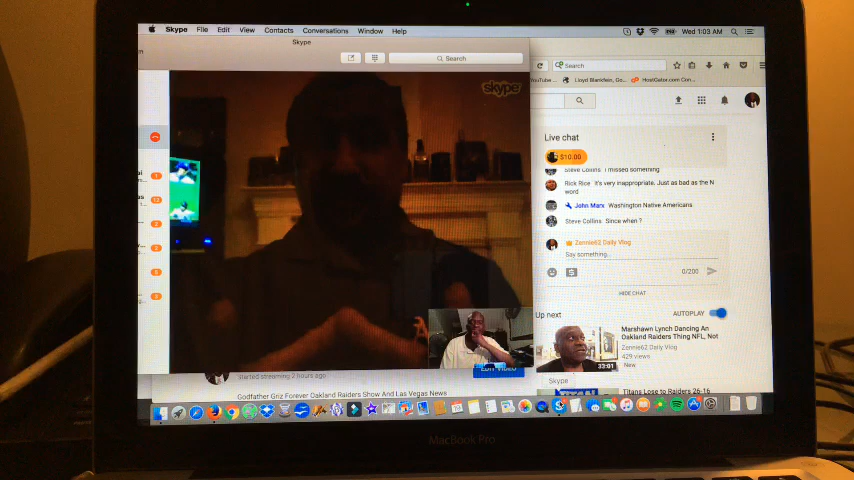 Skype File Edit View Contacts Conversations Window Help
Wed 1:03 AM
Skype
Search
Search
skype
YouTube ...
Lloyd Blankfein, Go...
HostGator.com Con...
Live chat
$10.00
Steve Collins I missed something
Rick Rice It's very inappropriate. Just as bad as the N
word
John Marx Washington Native Americans
Steve Collins Since when ?
Zennie62 Daily Vlog
Say something...
0/200
HIDE CHAT
Up next
AUTOPLAY
Marshawn Lynch Dancing An
Oakland Raiders Thing NFL, Not
Zennie62 Daily Vlog
429 views
New
33:01
Skype
Titans Lose to Raiders 26-16
EDIT VIDEO
started streaming 2 hours ago
Godfather Griz Forever Oakland Raiders Show And Las Vegas News
MacBook Pro